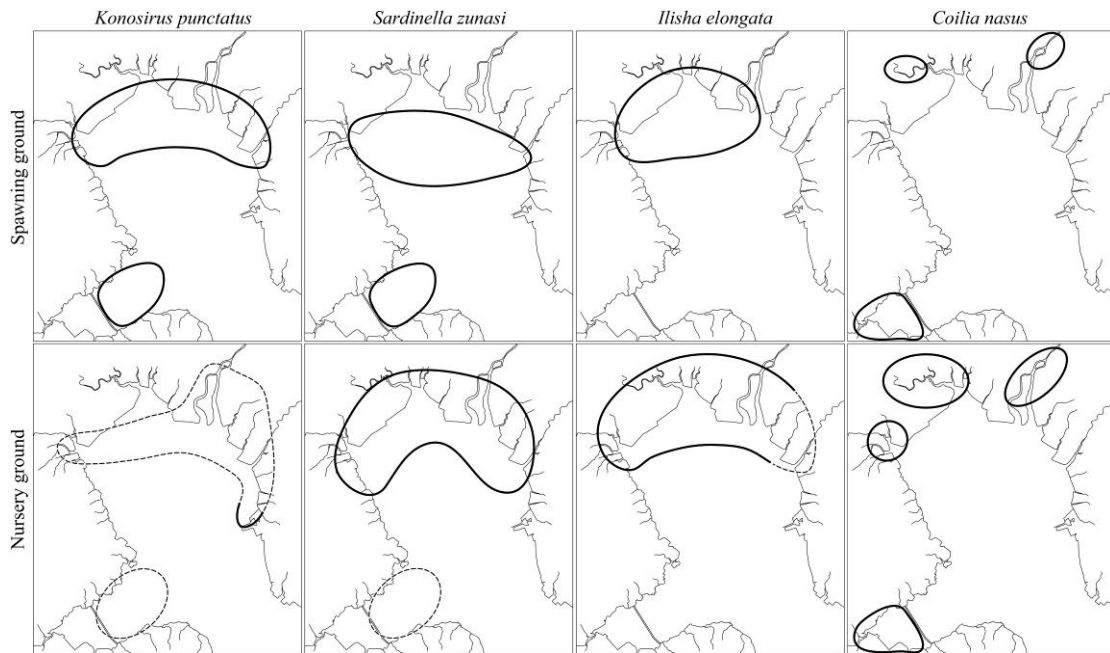 Konosirus punctatus
Sardinella zunasi
Ilisha elongata
Coilia nasus
Spawning ground
Nursery ground